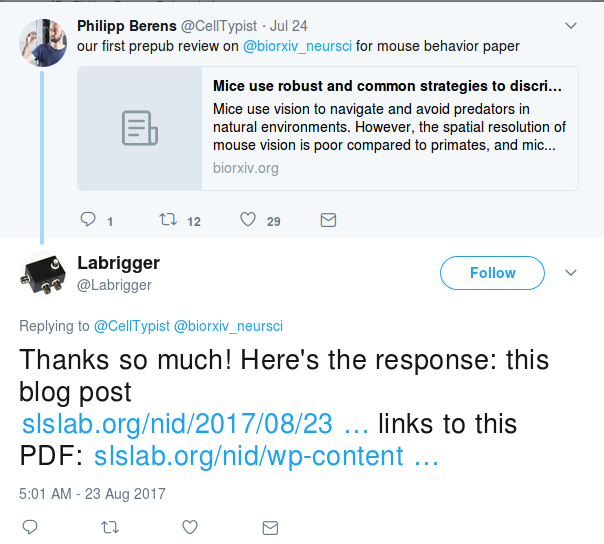 Philipp Berens @CellTypist · Jul 24
our first prepub review on @biorxiv_neursci for mouse behavior paper
Mice use robust and common strategies to discri...
Mice use vision to navigate and avoid predators in
natural environments. However, the spatial resolution of
mouse vision is poor compared to primates, and mic...
biorxiv.org
1 12 29
Labrigger
@Labrigger
Follow
Replying to @CellTypist @biorxiv_neursci
Thanks so much! Here's the response: this
blog post
slslab.org/nid/2017/08/23 … links to this
PDF: slslab.org/nid/wp-content …
5:01 AM - 23 Aug 2017